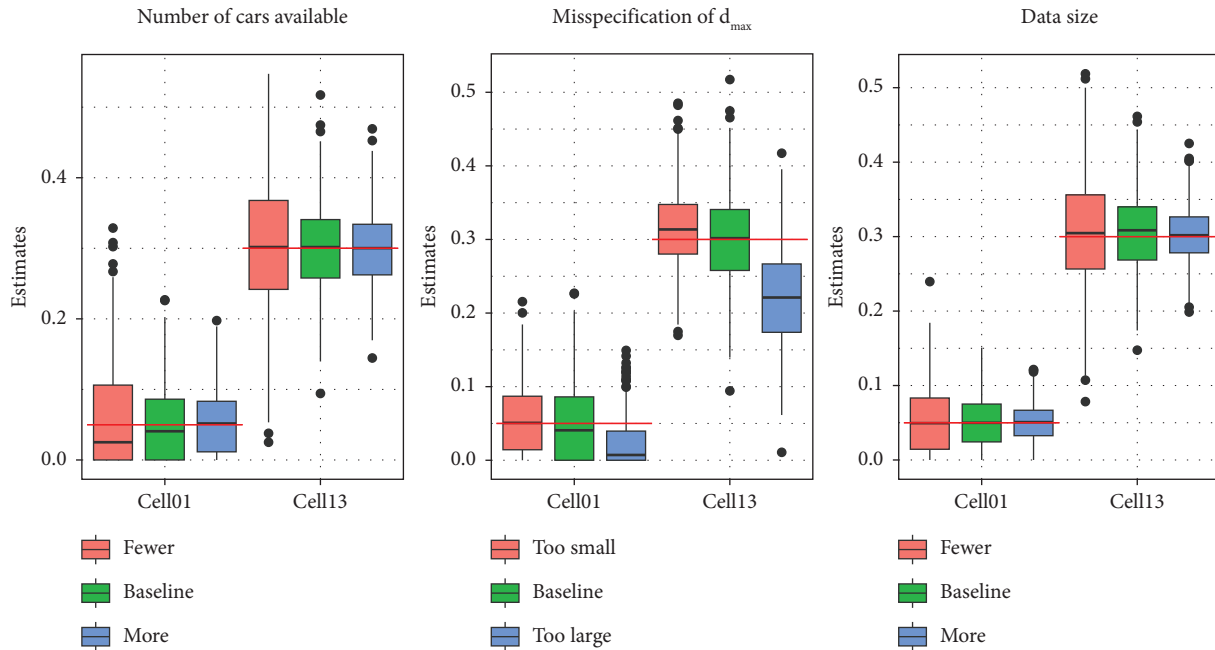 Number of cars available
Estimates
0.4
0.2
0.0
Cell01 Cell13
Fewer
Baseline
More
Misspecification of dmax
Estimates
0.5
0.4
0.3
0.2
0.1
0.0
Cell01 Cell13
Too small
Baseline
Too large
Data size
Estimates
0.5
0.4
0.3
0.2
0.1
0.0
Cell01 Cell13
Fewer
Baseline
More